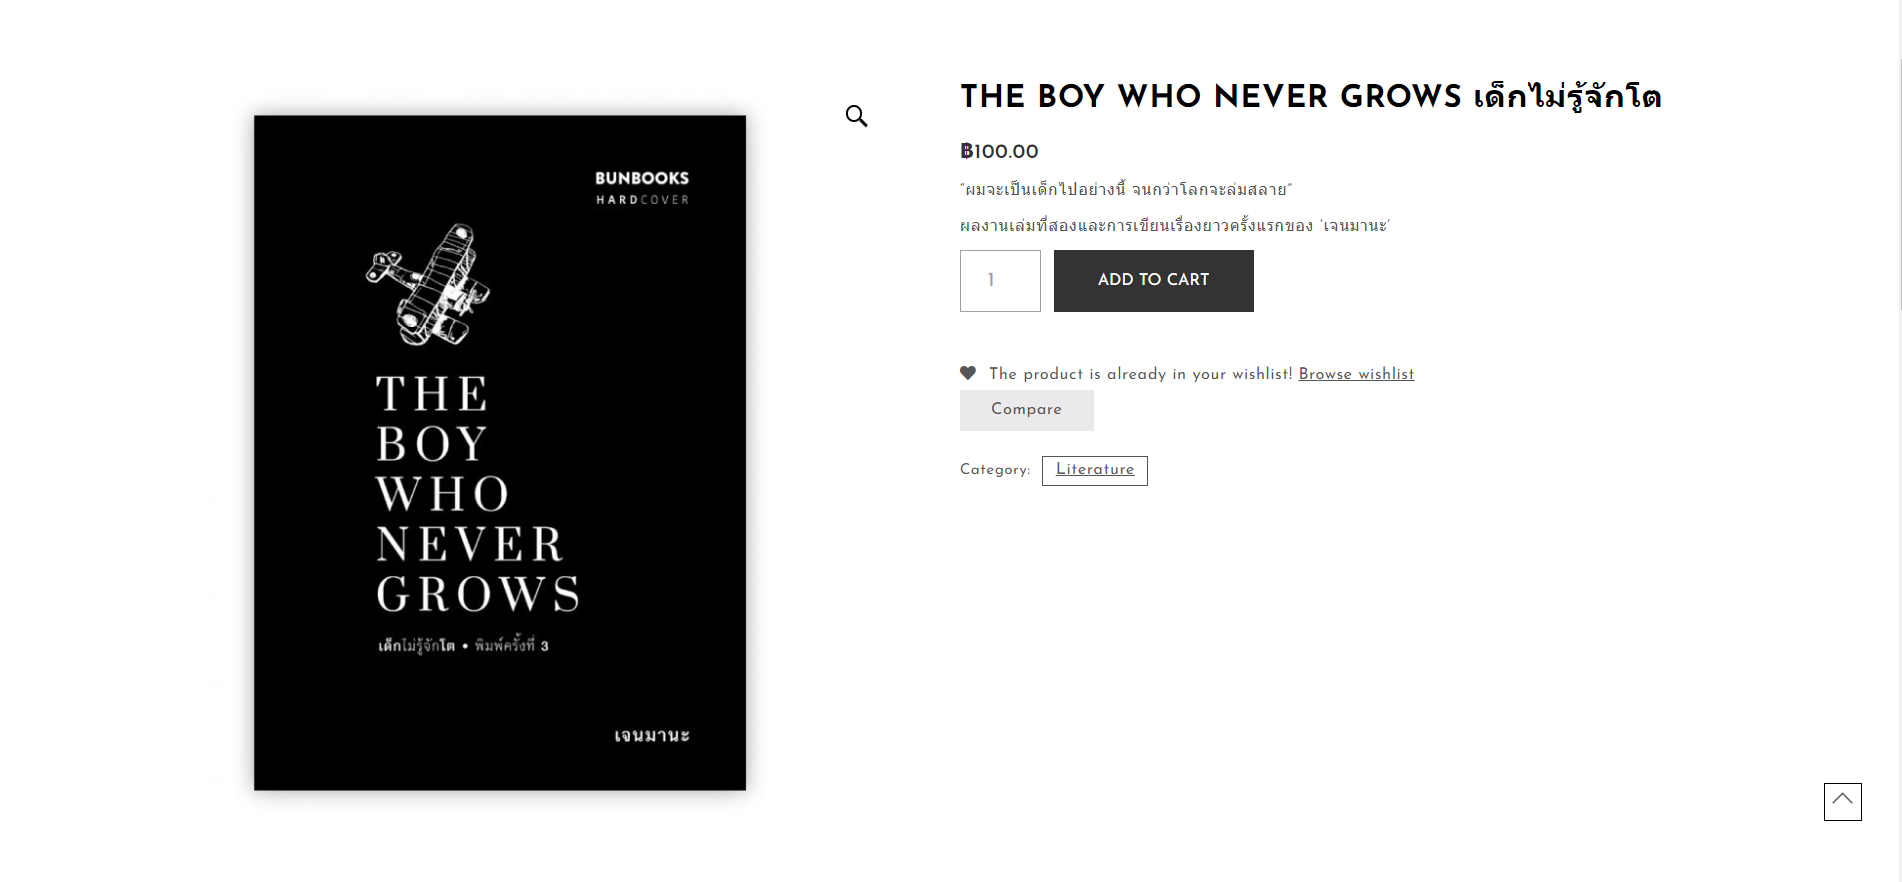 BUNBOOKS
HARDCOVER
THE
BOY
WHO
NEVER
GROWS
เด็กไม่รู้จักโต • พิมพ์ครั้งที่ 3
เจนมานะ
THE BOY WHO NEVER GROWS เด็กไม่รู้จักโต
฿100.00
“ผมจะเป็นเด็กไปอย่างนี้ จนกว่าโลกจะล่มสลาย”
ผลงานเล่มที่สองและการเขียนเรื่องยาวครั้งแรกของ ‘เจนมานะ’
1
ADD TO CART
The product is already in your wishlist! Browse wishlist
Compare
Category: Literature